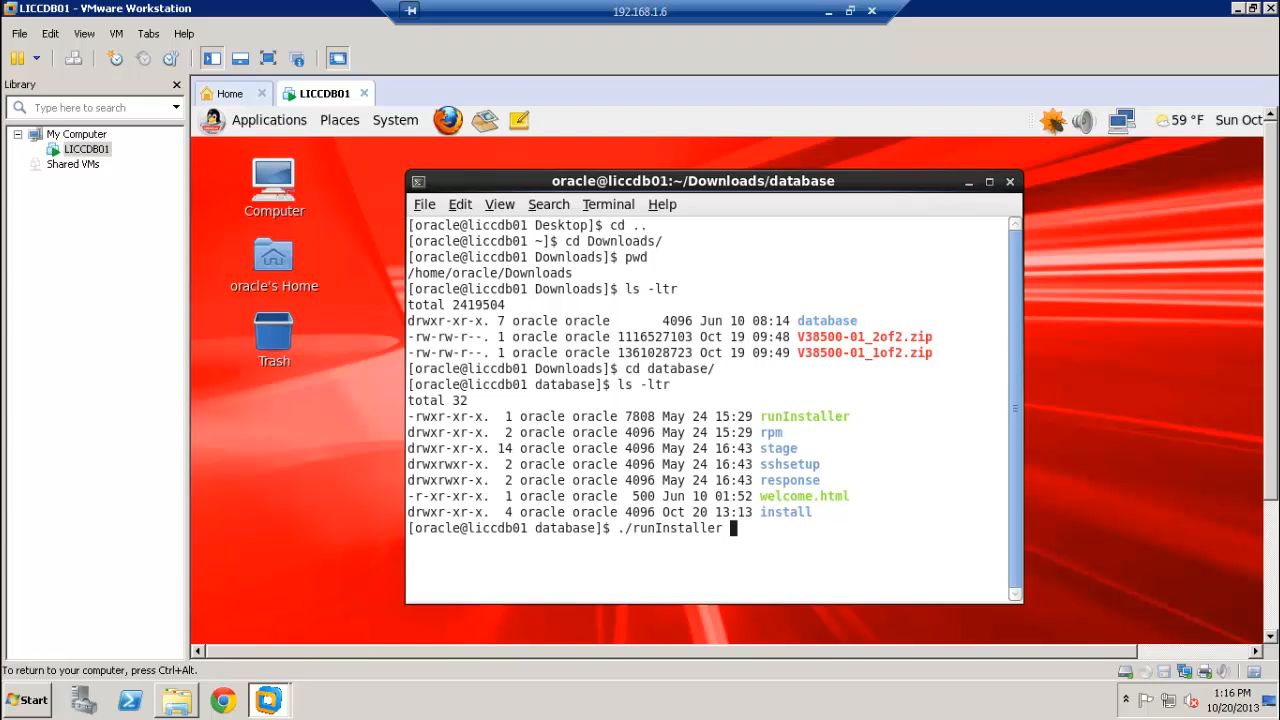 LICCDB01 - VMware Workstation
192.168.1.6
File Edit View VM Tabs Help
Library
Type here to search
My Computer
LICCDB01
Shared VMs
Home
LICCDB01
Applications Places System
59 °F Sun Oct
Computer
oracle's Home
Trash
oracle@liccdb01:~/Downloads/database
File Edit View Search Terminal Help
[oracle@liccdb01 Desktop]$ cd ..
[oracle@liccdb01 ~]$ cd Downloads/
[oracle@liccdb01 Downloads]$ pwd
/home/oracle/Downloads
[oracle@liccdb01 Downloads]$ ls -ltr
total 2419504
drwxr-xr-x. 7 oracle oracle 4096 Jun 10 08:14 database
-rw-rw-r--. 1 oracle oracle 1116527103 Oct 19 09:48 V38500-01_2of2.zip
-rw-rw-r--. 1 oracle oracle 1361028723 Oct 19 09:49 V38500-01_1of2.zip
[oracle@liccdb01 Downloads]$ cd database/
[oracle@liccdb01 database]$ ls -ltr
total 32
-rwxr-xr-x. 1 oracle oracle 7808 May 24 15:29 runInstaller
drwxr-xr-x. 2 oracle oracle 4096 May 24 15:29 rpm
drwxr-xr-x. 14 oracle oracle 4096 May 24 16:43 stage
drwxrwxr-x. 2 oracle oracle 4096 May 24 16:43 sshsetup
drwxrwxr-x. 2 oracle oracle 4096 May 24 16:43 response
-r-xr-xr-x. 1 oracle oracle 500 Jun 10 01:52 welcome.html
drwxr-xr-x. 4 oracle oracle 4096 Oct 20 13:13 install
[oracle@liccdb01 database]$ ./runInstaller
To return to your computer, press Ctrl+Alt.
Start
1:16 PM
10/20/2013